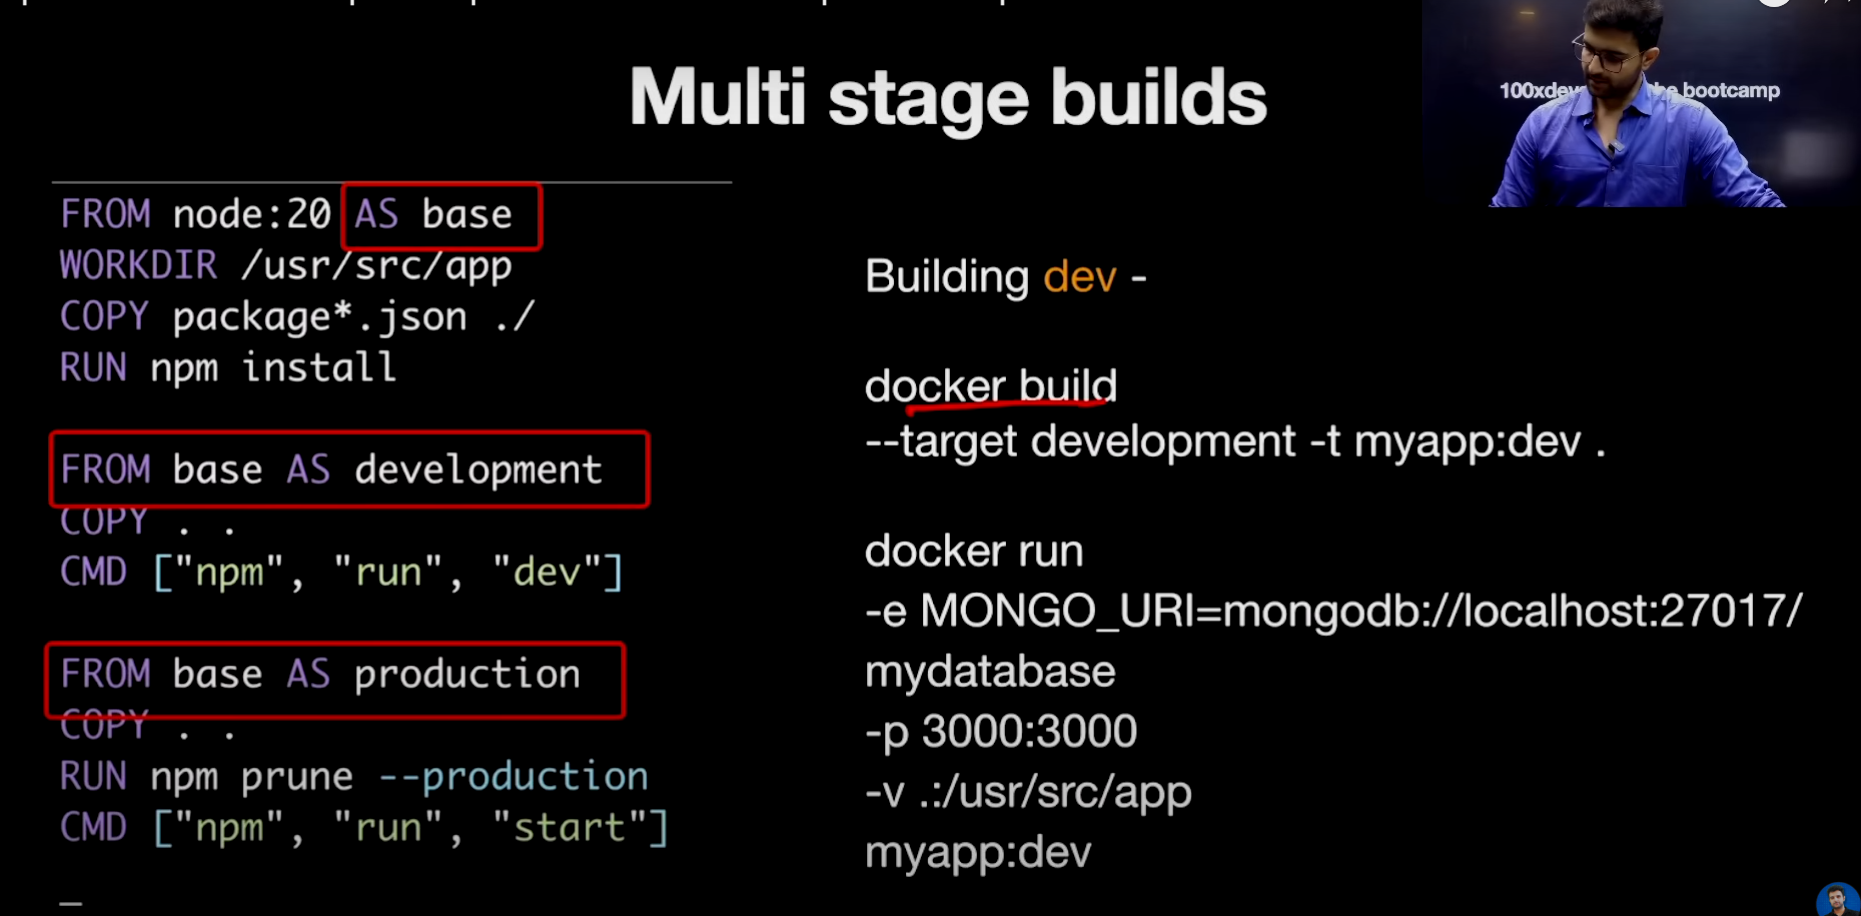 Multi stage builds
100xdev
he bootcamp
FROM node:20 AS base
WORKDIR /usr/src/app
COPY package*.json ./
RUN npm install
FROM base AS development
COPY . .
CMD ["npm", "run", "dev"]
FROM base AS production
COPY . .
RUN npm prune --production
CMD ["npm", "run", "start"]
Building dev -
docker build
--target development -t myapp:dev .
docker run
-e MONGO_URI=mongodb://localhost:27017/
mydatabase
-p 3000:3000
-v .:/usr/src/app
myapp:dev